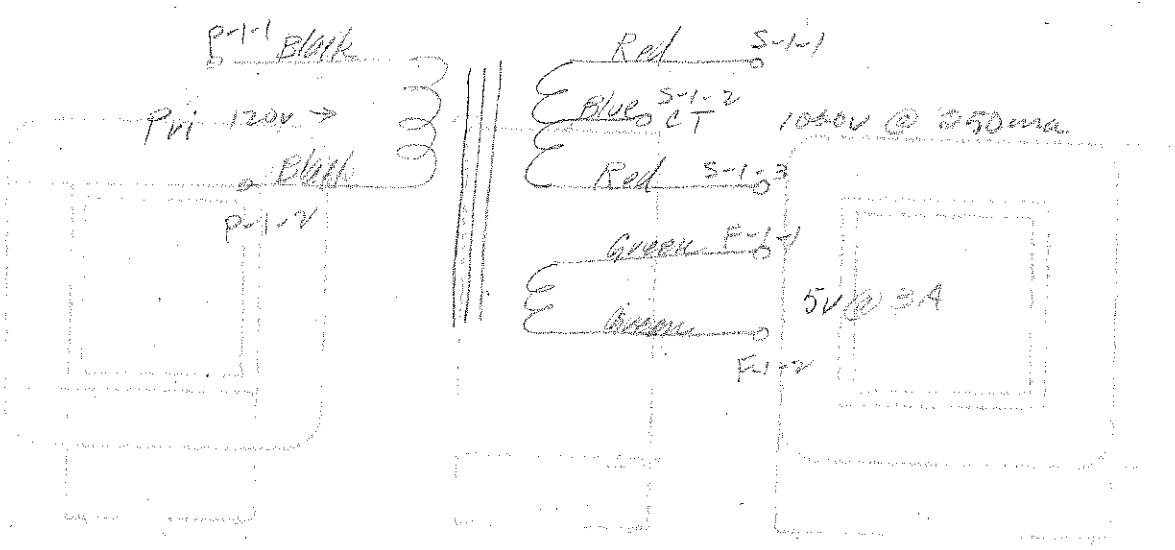 P-1-1 Black
Red S-1-1
Pri 120v →
Blue S-1-2
CT
Black
P-1-2
Red S-1-3
Green F-1-1
5v @ 3A
Green
F-1-2